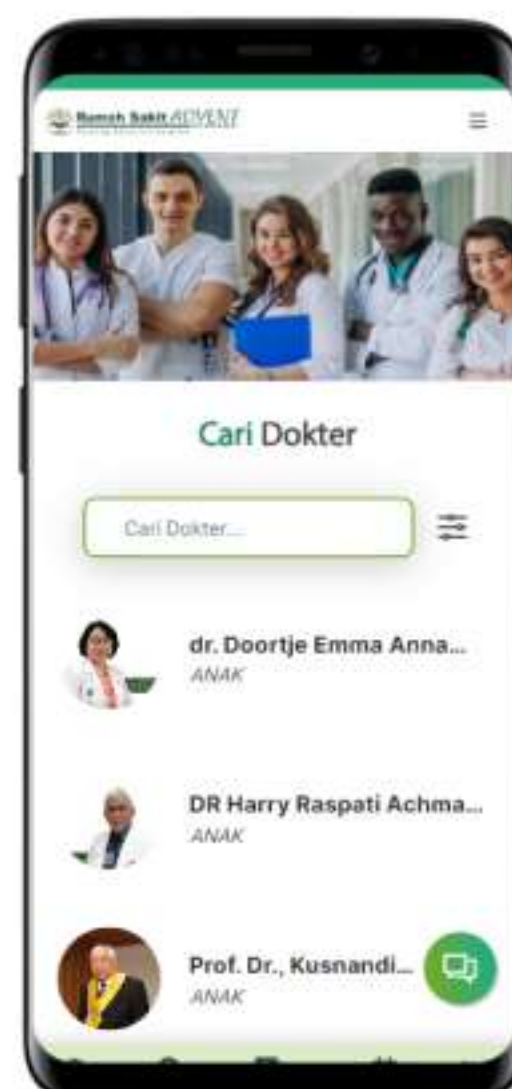 Rumah Sakit ADVENT
Cari Dokter
Cari Dokter...
dr. Doortje Emma Anna...
ANAK
DR Harry Raspati Achma...
ANAK
Prof. Dr., Kusnandi...
ANAK